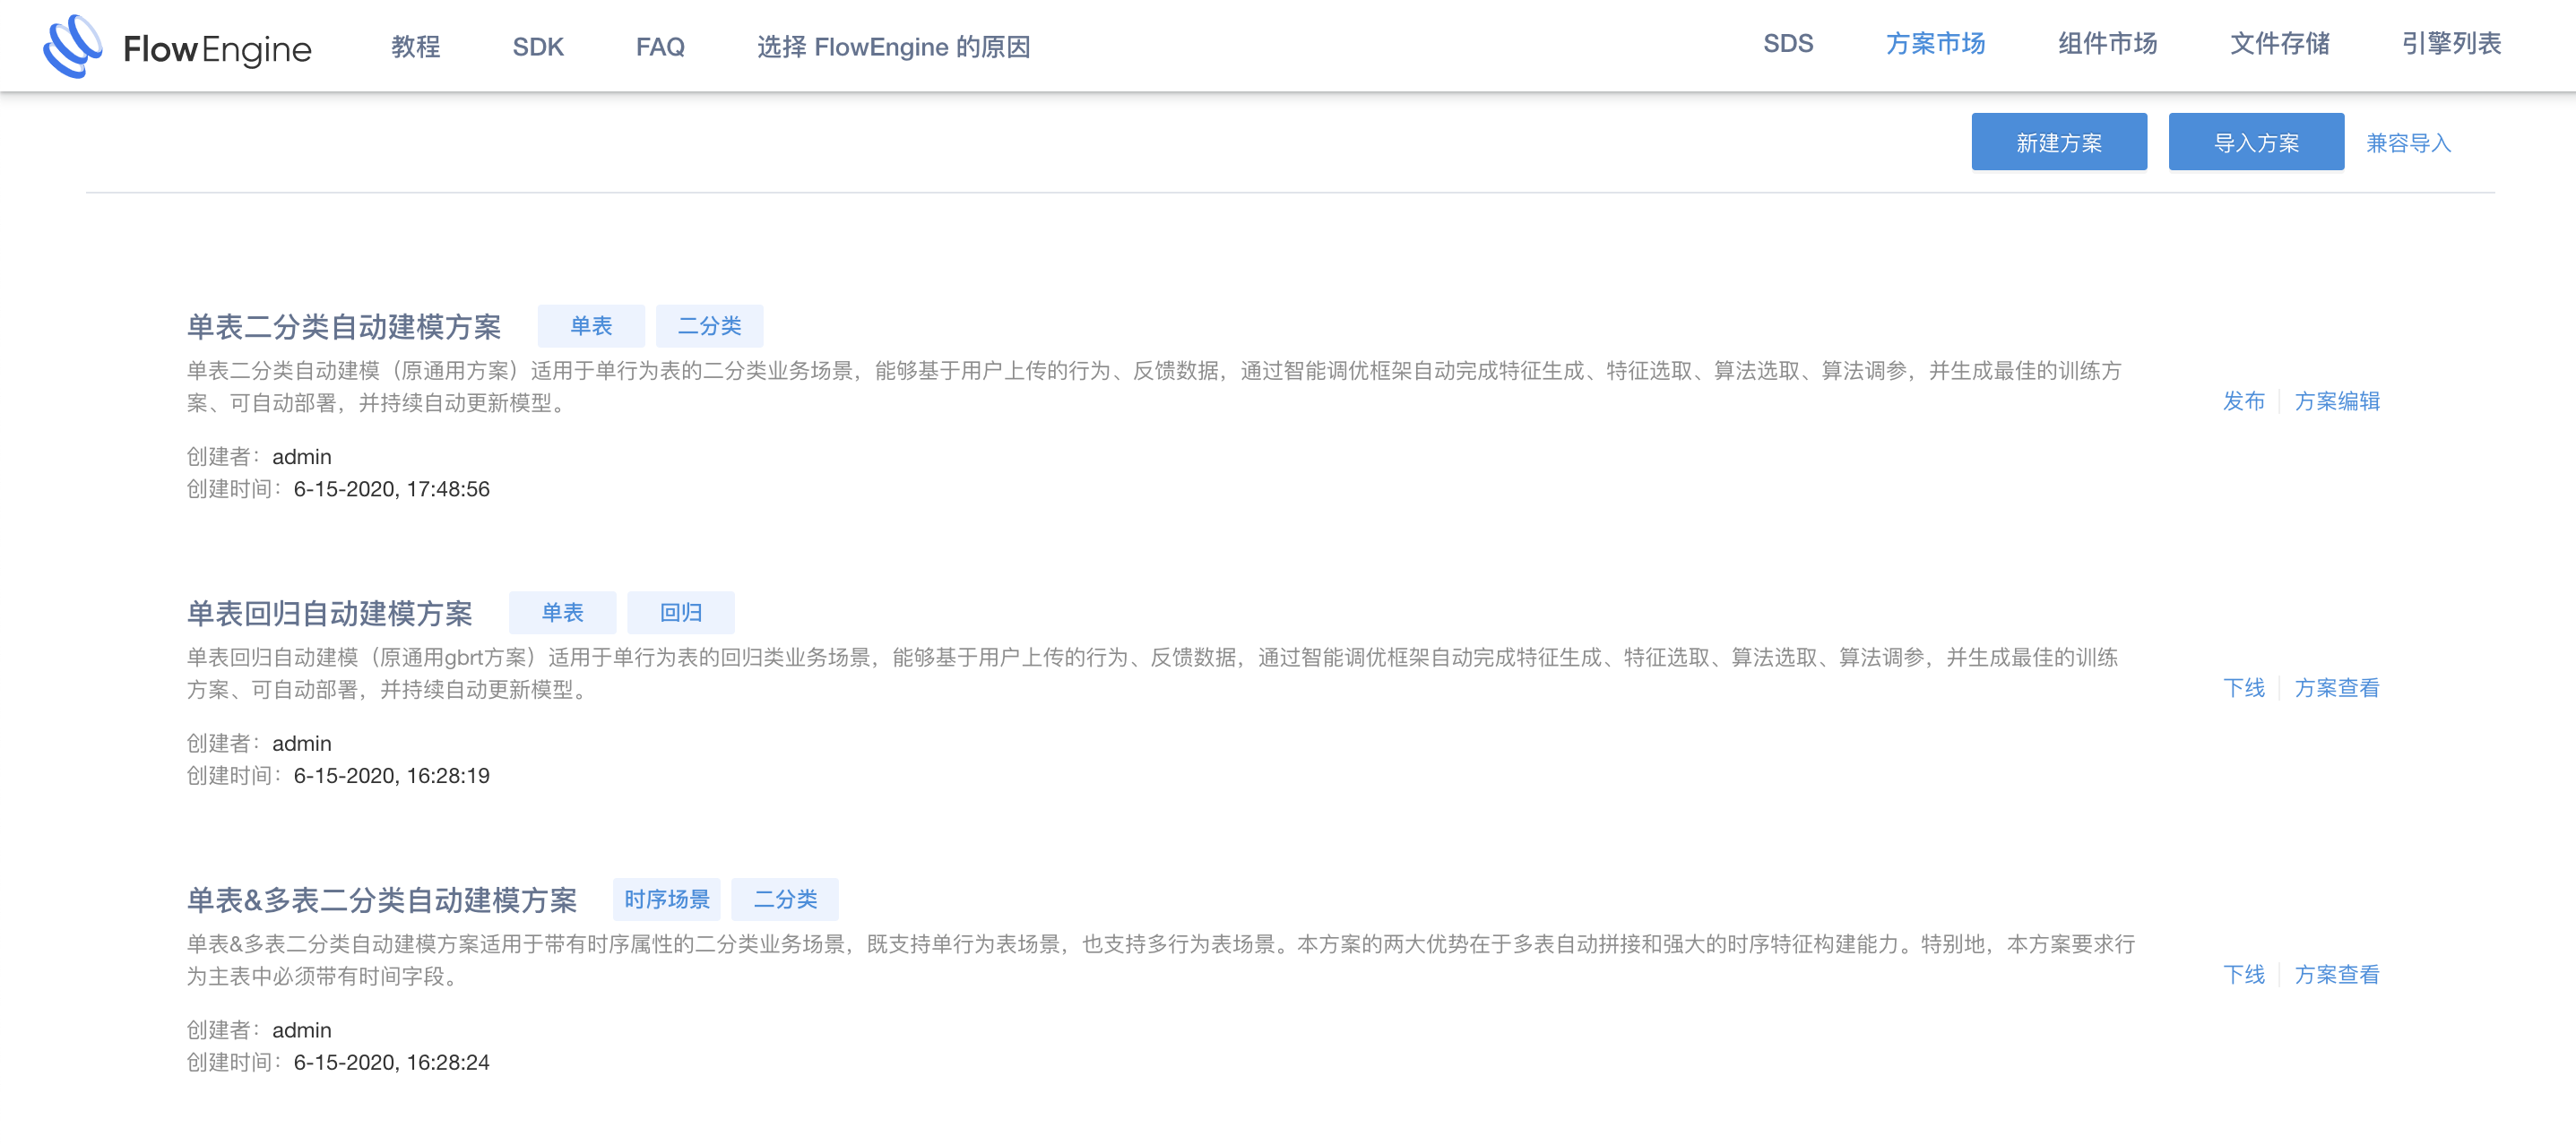 FlowEngine 教程 SDK FAQ 选择 FlowEngine 的原因 SDS 方案市场 组件市场 文件存储 引擎列表
新建方案 导入方案 兼容导入
单表二分类自动建模方案 单表 二分类
单表二分类自动建模（原通用方案）适用于单行为表的二分类业务场景，能够基于用户上传的行为、反馈数据，通过智能调优框架自动完成特征生成、特征选取、算法选取、算法调参，并生成最佳的训练方
案、可自动部署，并持续自动更新模型。
发布 方案编辑
创建者：admin
创建时间：6-15-2020, 17:48:56
单表回归自动建模方案 单表 回归
单表回归自动建模（原通用gbrt方案）适用于单行为表的回归类业务场景，能够基于用户上传的行为、反馈数据，通过智能调优框架自动完成特征生成、特征选取、算法选取、算法调参，并生成最佳的训练
方案、可自动部署，并持续自动更新模型。
下线 方案查看
创建者：admin
创建时间：6-15-2020, 16:28:19
单表&多表二分类自动建模方案 时序场景 二分类
单表&多表二分类自动建模方案适用于带有时序属性的二分类业务场景，既支持单行为表场景，也支持多行为表场景。本方案的两大优势在于多表自动拼接和强大的时序特征构建能力。特别地，本方案要求行
为主表中必须带有时间字段。
下线 方案查看
创建者：admin
创建时间：6-15-2020, 16:28:24